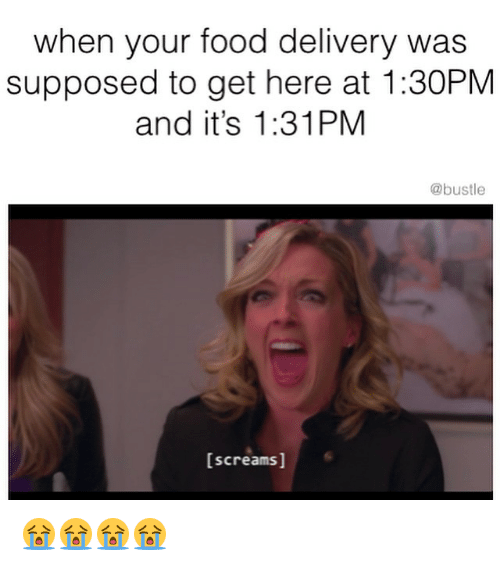 when your food delivery was
supposed to get here at 1:30PM
and it's 1:31PM
@bustle
[screams]
😭😭😭😭